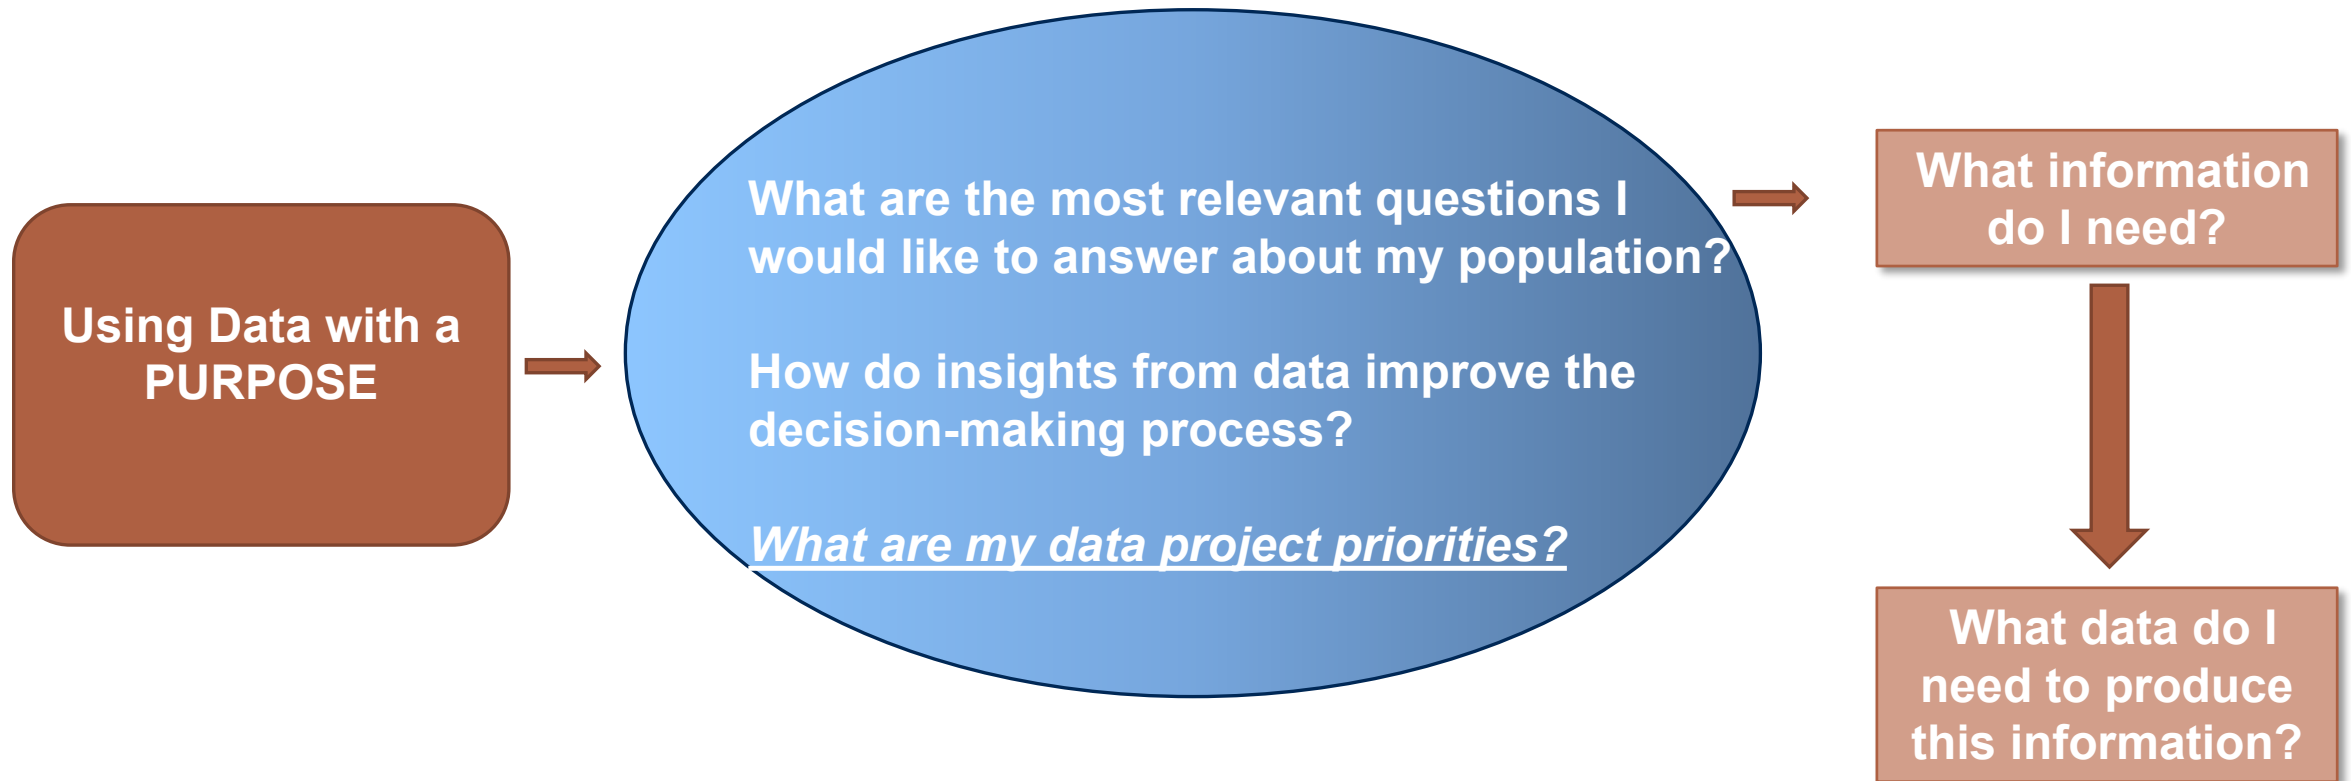 Using Data with a
PURPOSE
What are the most relevant questions I
would like to answer about my population?
How do insights from data improve the
decision-making process?
What are my data project priorities?
What information
do I need?
What data do I
need to produce
this information?